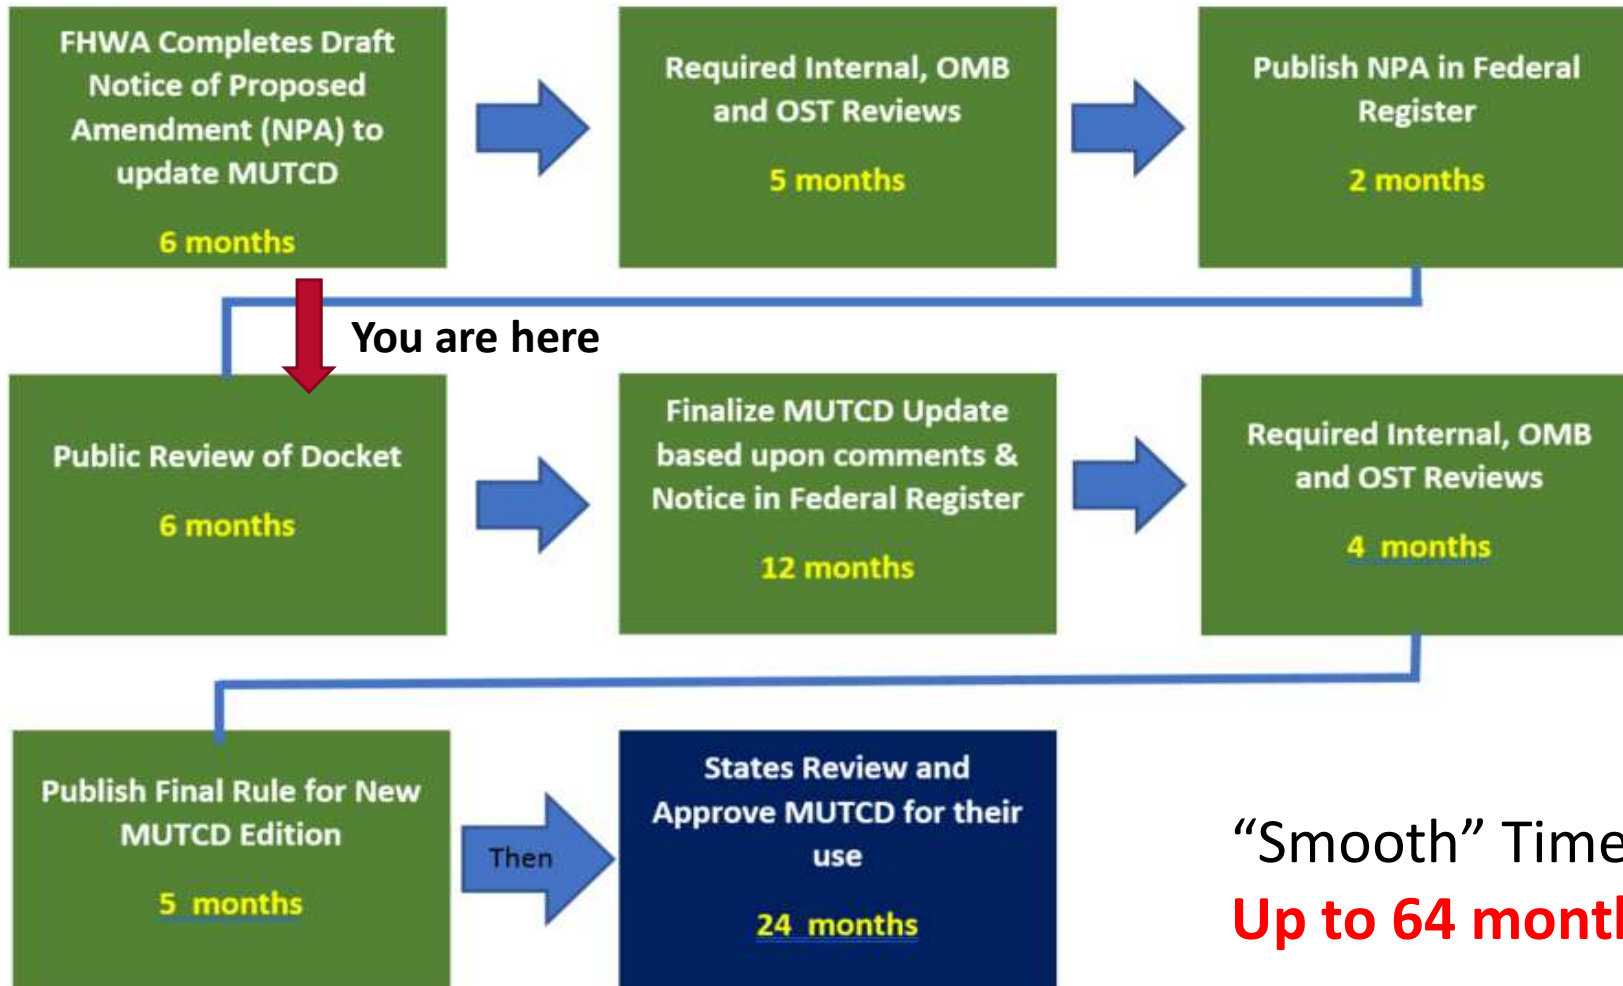 FHWA Completes Draft
Notice of Proposed
Amendment (NPA) to
update MUTCD
6 months
Required Internal, OMB
and OST Reviews
5 months
Publish NPA in Federal
Register
2 months
You are here
Public Review of Docket
6 months
Finalize MUTCD Update
based upon comments &
Notice in Federal Register
12 months
Required Internal, OMB
and OST Reviews
4 months
Publish Final Rule for New
MUTCD Edition
5 months
Then
States Review and
Approve MUTCD for their
use
24 months
“Smooth” Time
Up to 64 month